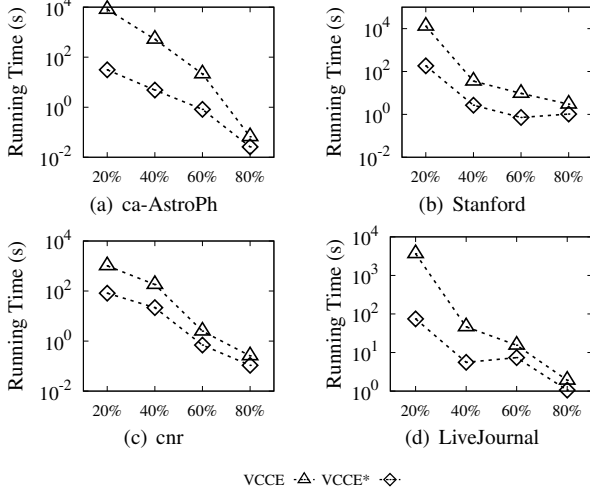 Running Time (s)
10^4
10^2
10^0
10^-2
20% 40% 60% 80%
(a) ca-AstroPh
Running Time (s)
10^4
10^2
10^0
10^-2
20% 40% 60% 80%
(b) Stanford
Running Time (s)
10^4
10^2
10^0
10^-2
20% 40% 60% 80%
(c) cnr
Running Time (s)
10^4
10^3
10^2
10^1
10^0
20% 40% 60% 80%
(d) LiveJournal
VCCE VCCE*